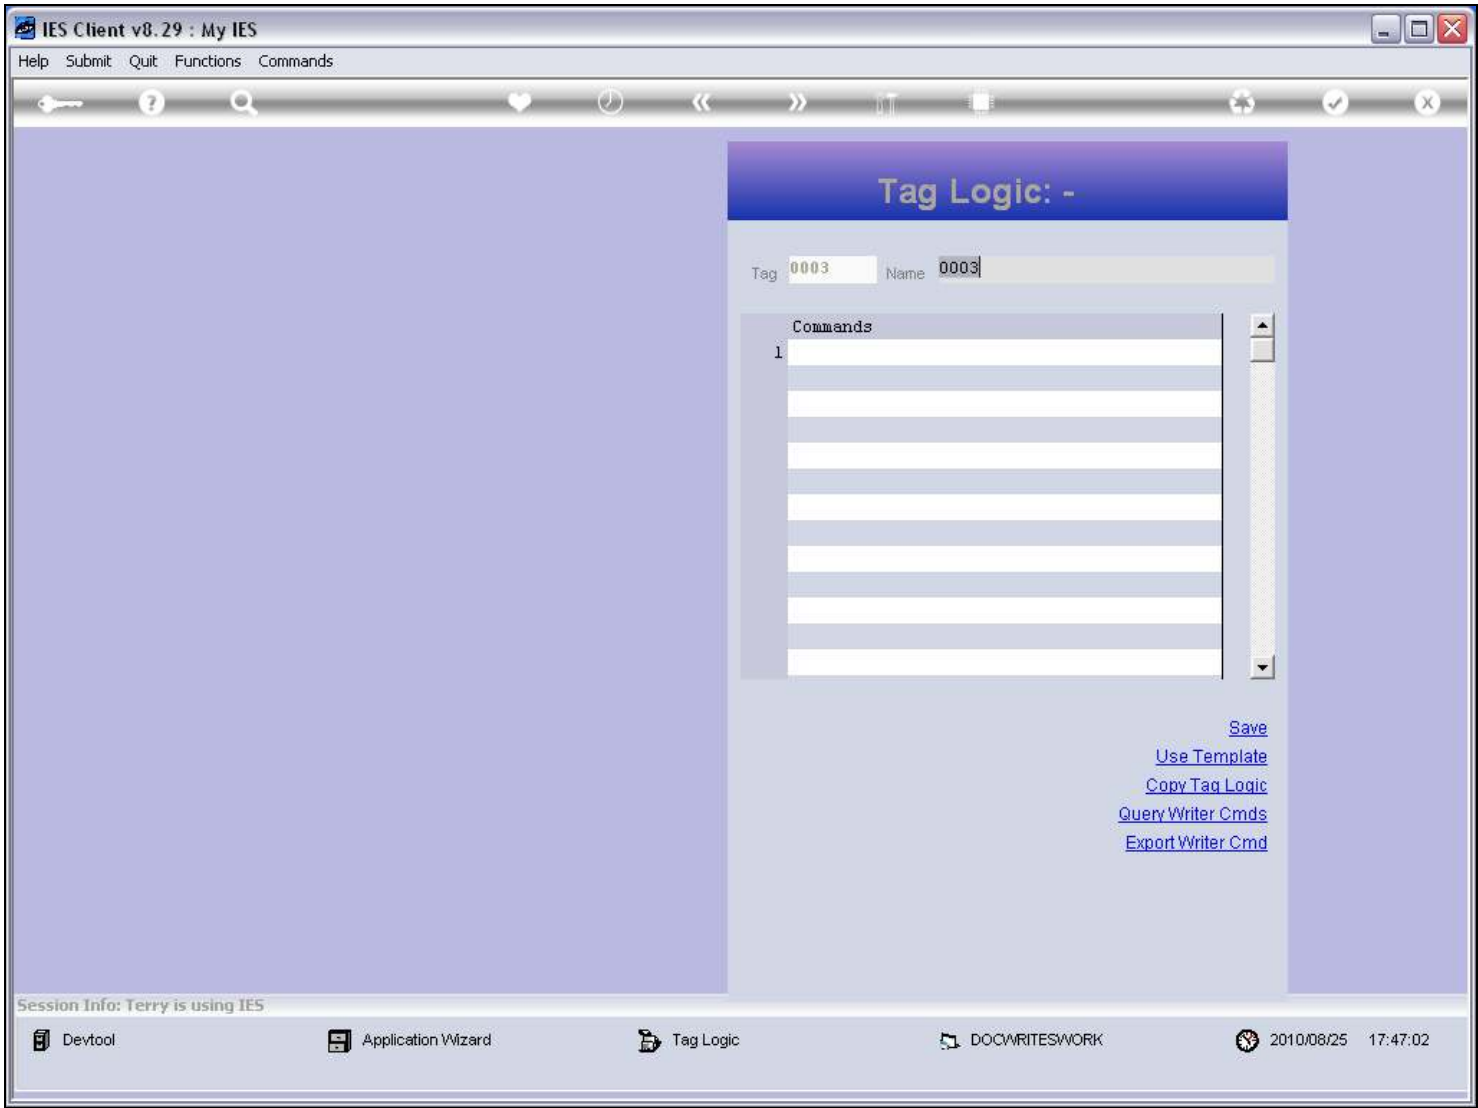 IES Client v8.29 : My IES
Help Submit Quit Functions Commands
Tag Logic: -
Tag 0003 Name 0003
Commands
1
Save
Use Template
Copy Tag Logic
Query Writer Cmds
Export Writer Cmd
Session Info: Terry is using IES
Devtool Application Wizard Tag Logic DOCWRITESWORK 2010/08/25 17:47:02